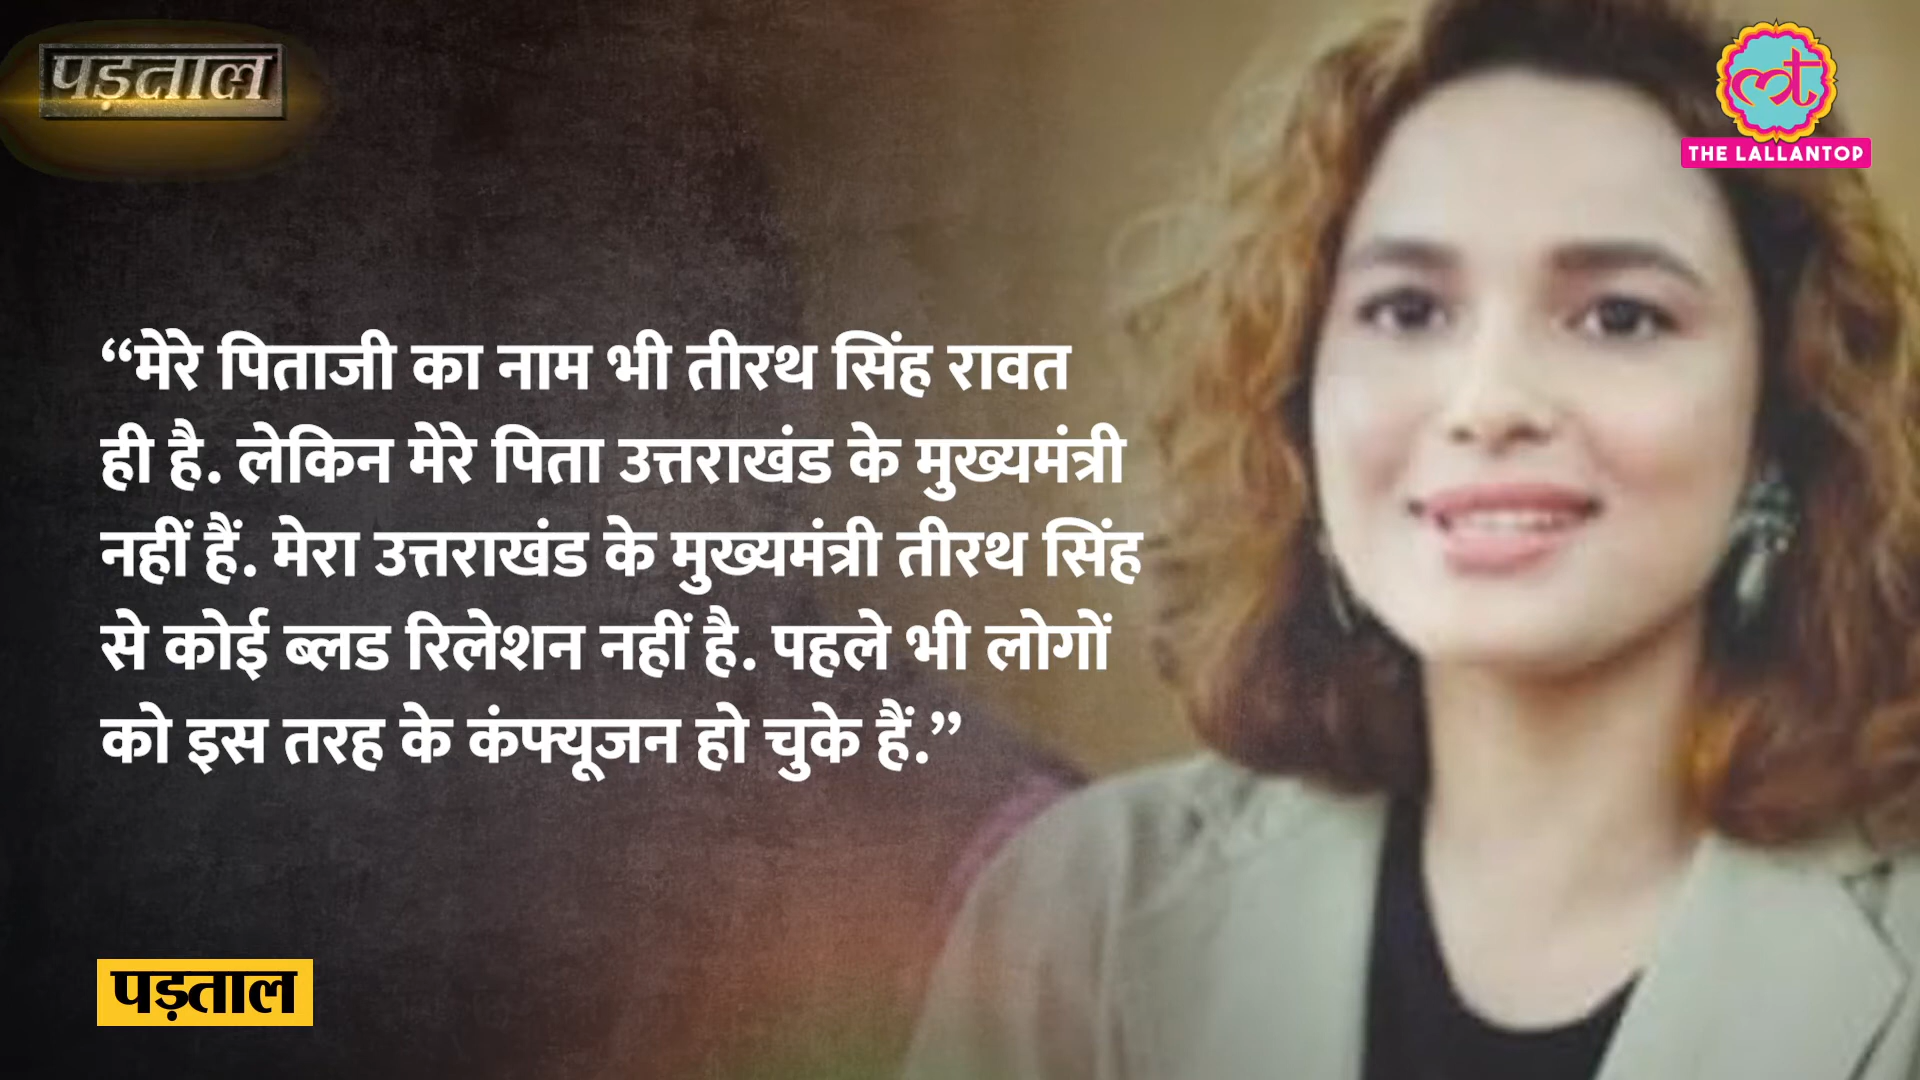 पड़ताल
mt
THE LALLANTOP
“मेरे पिताजी का नाम भी तीरथ सिंह रावत
ही है. लेकिन मेरे पिता उत्तराखंड के मुख्यमंत्री
नहीं हैं. मेरा उत्तराखंड के मुख्यमंत्री तीरथ सिंह
से कोई ब्लड रिलेशन नहीं है. पहले भी लोगों
को इस तरह के कंफ्यूजन हो चुके हैं.”
पड़ताल